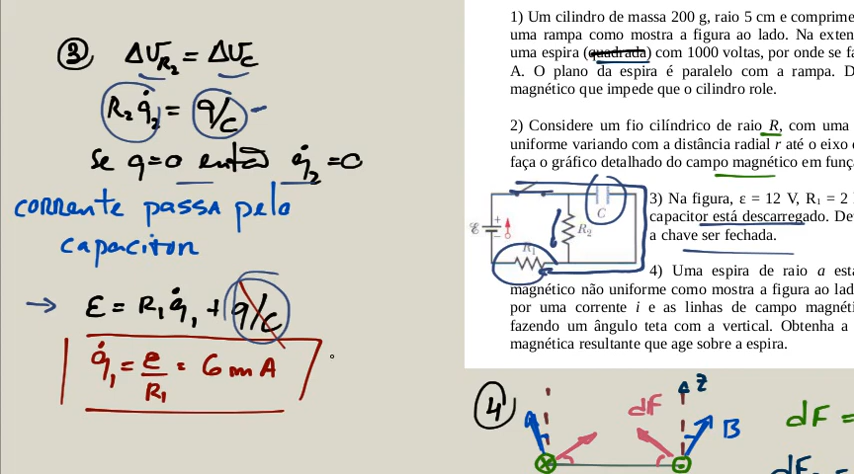 3 ΔV_R2 = ΔV_C
R2 q̇2 = q/c
se q=0 então q̇2=0
CORRENTE PASSA pelo
CAPACITOR
→ ε = R1 q̇1 + q/c
q̇1 = ε/R1 = 6 mA
1) Um cilindro de massa 200 g, raio 5 cm e comprime
uma rampa como mostra a figura ao lado. Na exten
uma espira (quadrada) com 1000 voltas, por onde se fa
A. O plano da espira é paralelo com a rampa. D
magnético que impede que o cilindro role.
2) Considere um fio cilíndrico de raio R, com uma
uniforme variando com a distância radial r até o eixo
faça o gráfico detalhado do campo magnético em funç
3) Na figura, ε = 12 V, R₁ = 2
capacitor está descarregado. De
a chave ser fechada.
ℰ + −
C
R2
R1
4) Uma espira de raio a est
magnético não uniforme como mostra a figura ao lad
por uma corrente i e as linhas de campo magnéti
fazendo um ângulo teta com a vertical. Obtenha a
magnética resultante que age sobre a espira.
4
dF
z
B
dF =